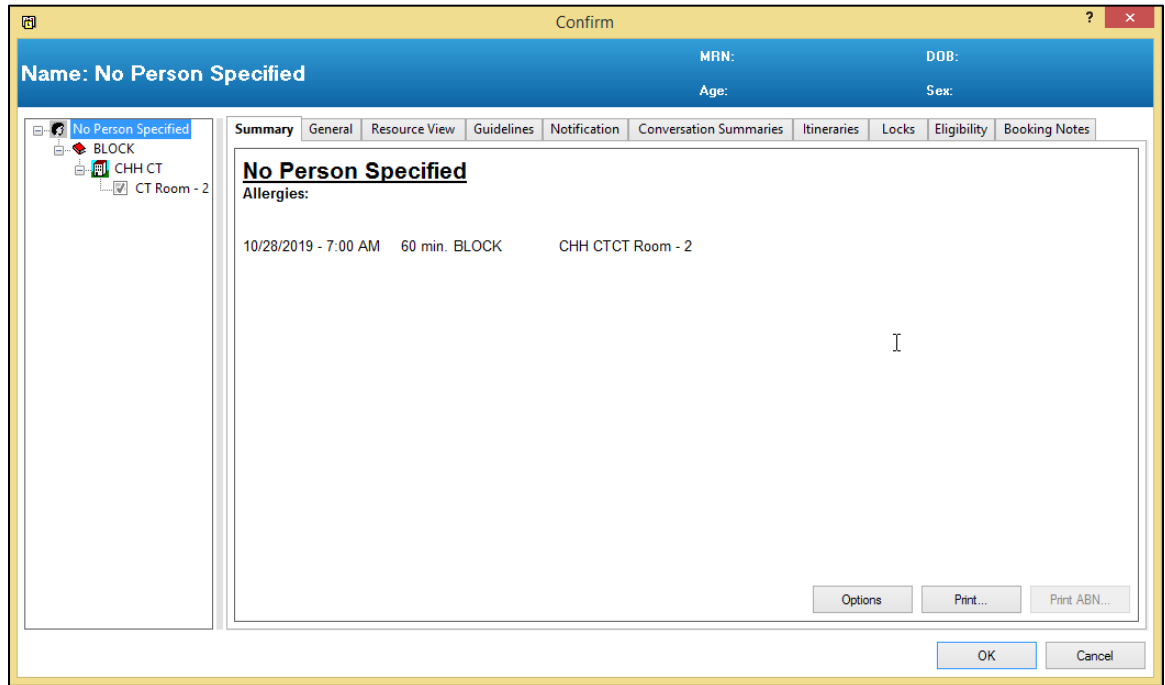 Confirm
?
Name: No Person Specified
MRN:
DOB:
Age:
Sex:
No Person Specified
BLOCK
CHH CT
CT Room - 2
Summary General Resource View Guidelines Notification Conversation Summaries Itineraries Locks Eligibility Booking Notes
No Person Specified
Allergies:
10/28/2019 - 7:00 AM 60 min. BLOCK CHH CTCT Room - 2
Options Print... Print ABN...
OK Cancel